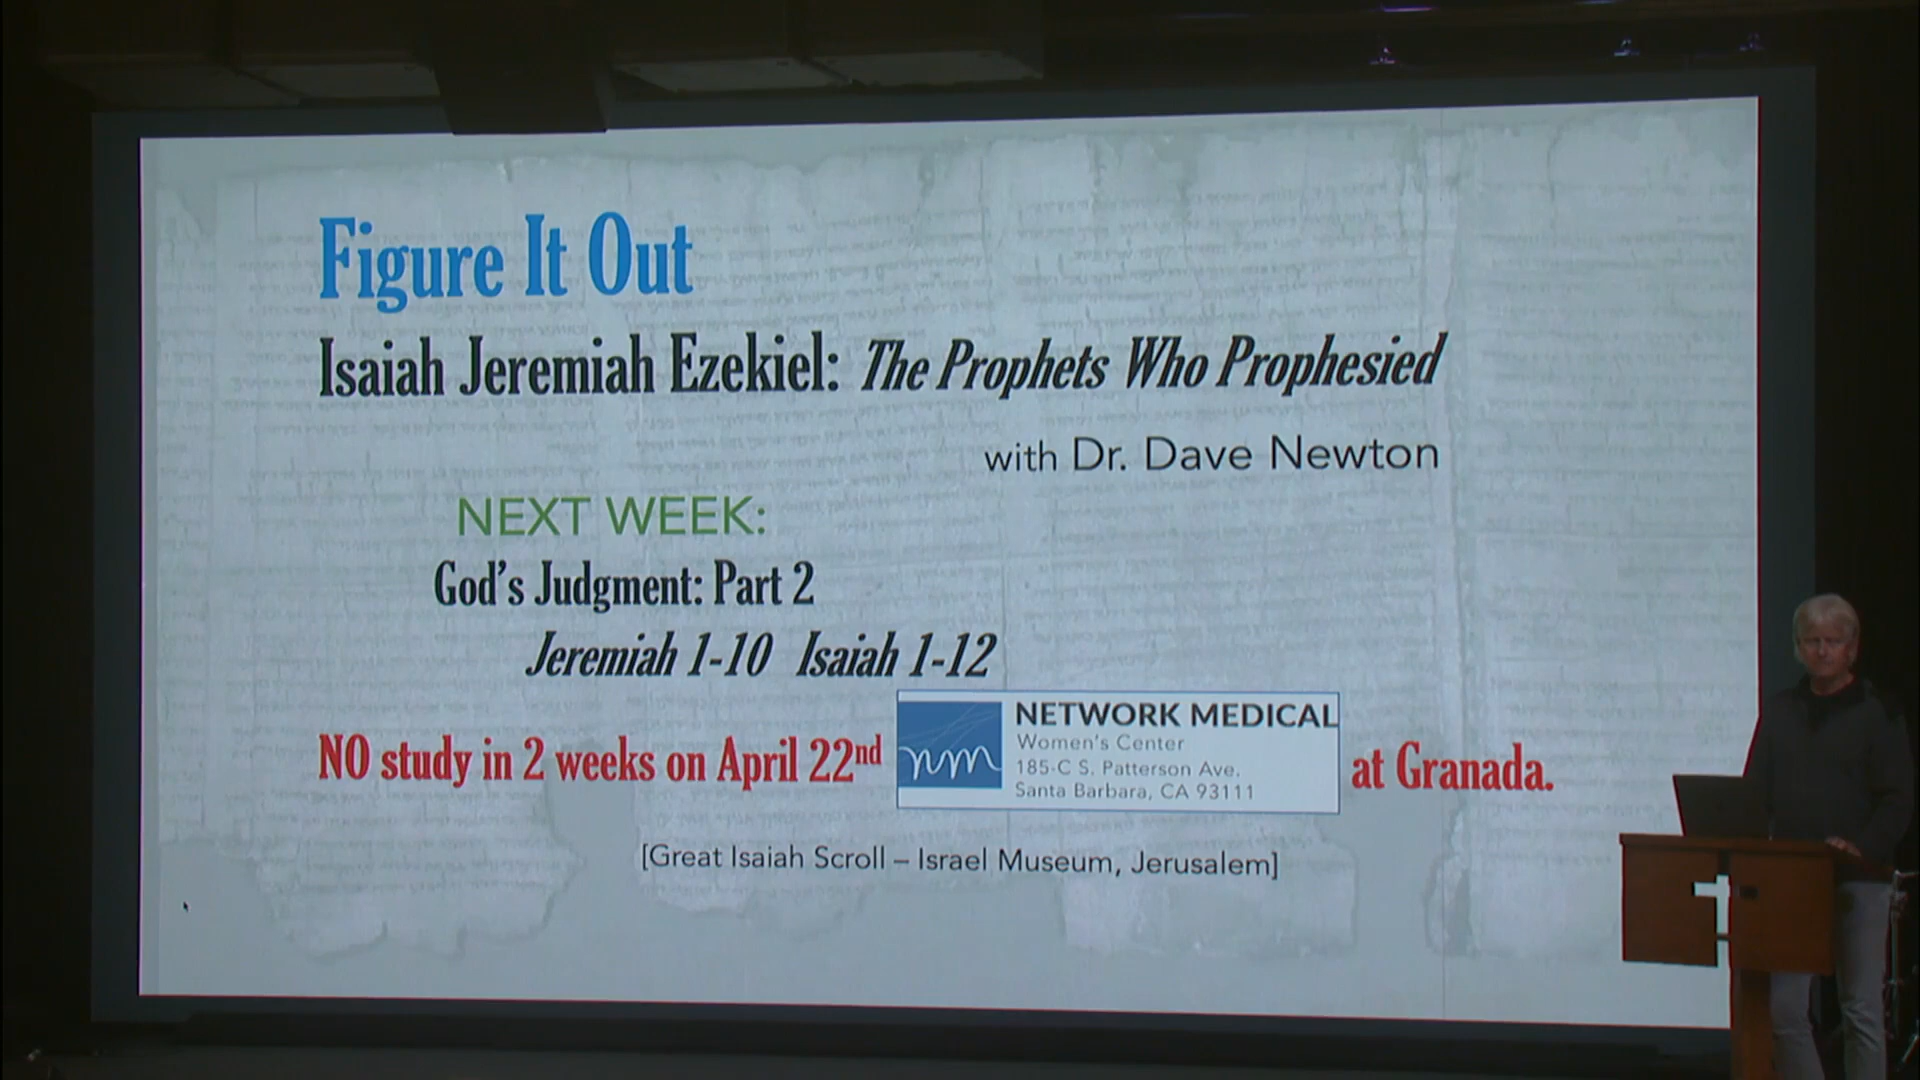 Figure It Out
Isaiah Jeremiah Ezekiel: The Prophets Who Prophesied
with Dr. Dave Newton
NEXT WEEK:
God's Judgment: Part 2
Jeremiah 1-10 Isaiah 1-12
NO study in 2 weeks on April 22nd
nm
NETWORK MEDICAL
Women's Center
185-C S. Patterson Ave.
Santa Barbara, CA 93111
at Granada.
[Great Isaiah Scroll – Israel Museum, Jerusalem]